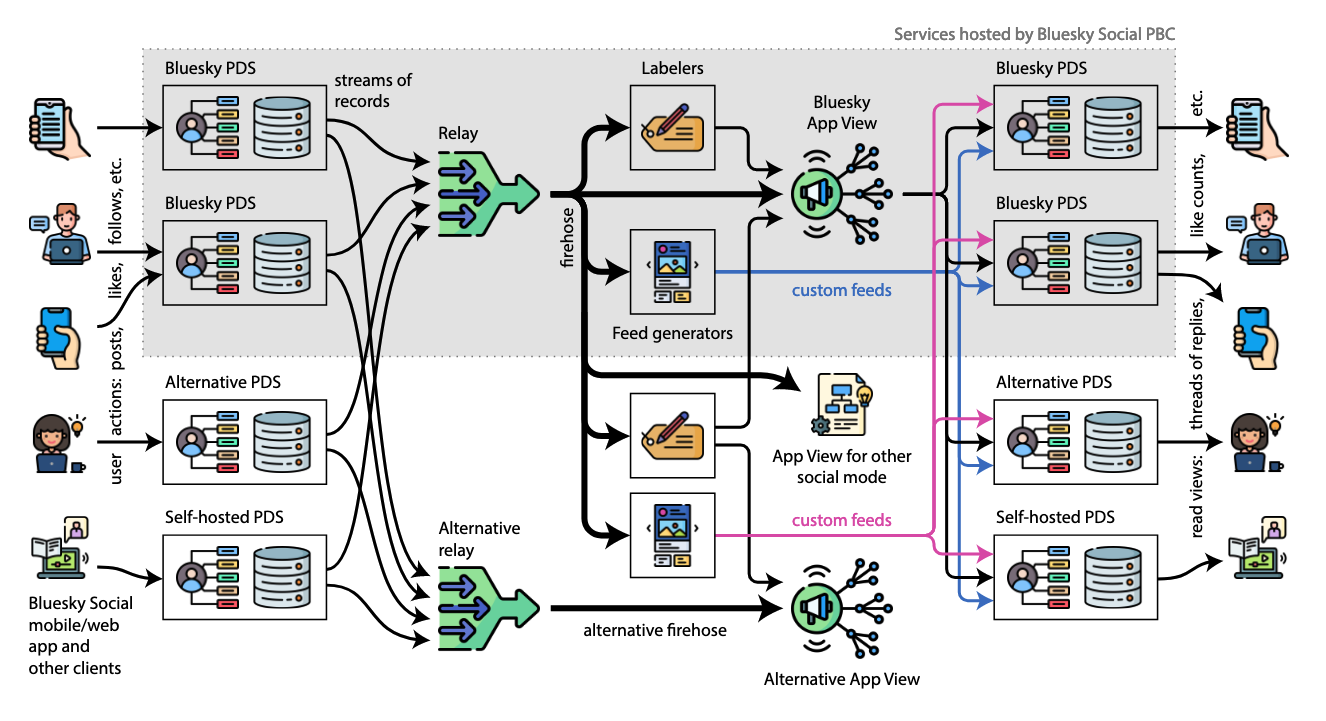 Services hosted by Bluesky Social PBC
Bluesky PDS
streams of
records
Labelers
Bluesky
App View
Bluesky PDS
Relay
Bluesky PDS
firehose
Bluesky PDS
custom feeds
Feed generators
Alternative PDS
Alternative PDS
App View for other
social mode
Self-hosted PDS
Alternative
relay
custom feeds
Self-hosted PDS
Bluesky Social
mobile/web
app and
other clients
alternative firehose
Alternative App View
user actions: posts, likes, follows, etc.
read views: threads of replies, like counts, etc.